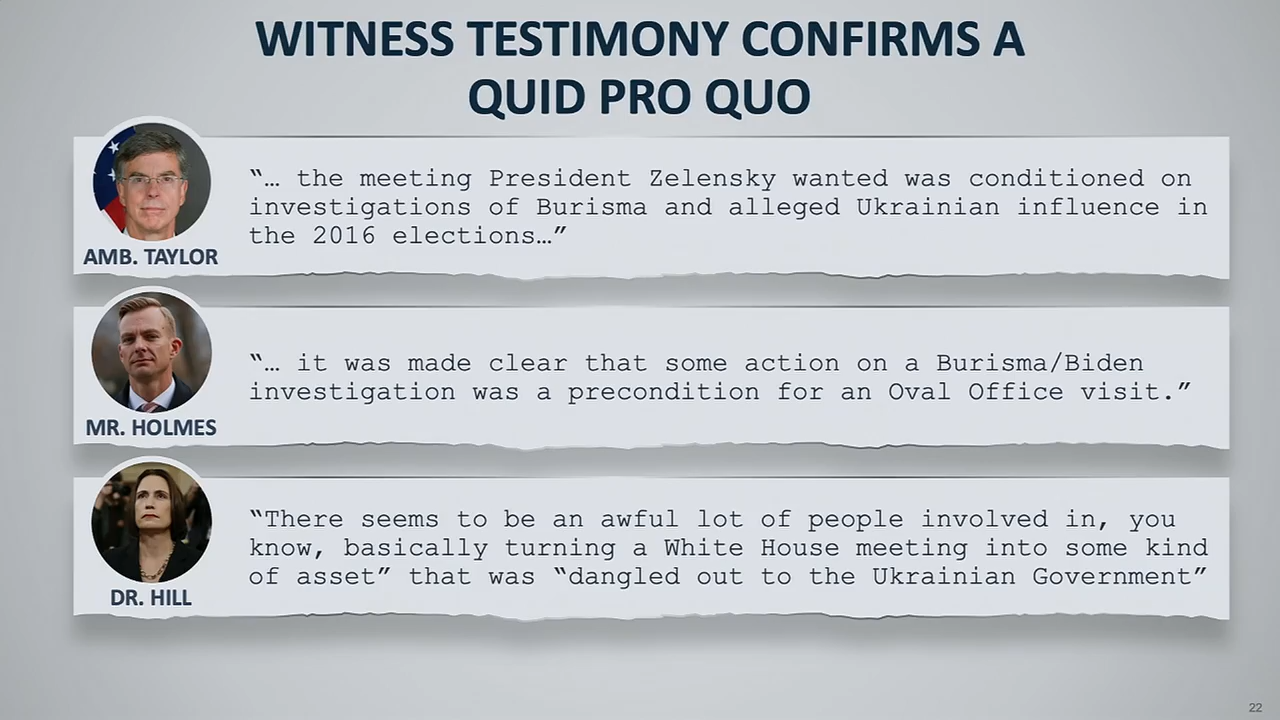 WITNESS TESTIMONY CONFIRMS A
QUID PRO QUO
“… the meeting President Zelensky wanted was conditioned on
investigations of Burisma and alleged Ukrainian influence in
the 2016 elections…”
AMB. TAYLOR
“… it was made clear that some action on a Burisma/Biden
investigation was a precondition for an Oval Office visit.”
MR. HOLMES
“There seems to be an awful lot of people involved in, you
know, basically turning a White House meeting into some kind
of asset” that was “dangled out to the Ukrainian Government”
DR. HILL
22